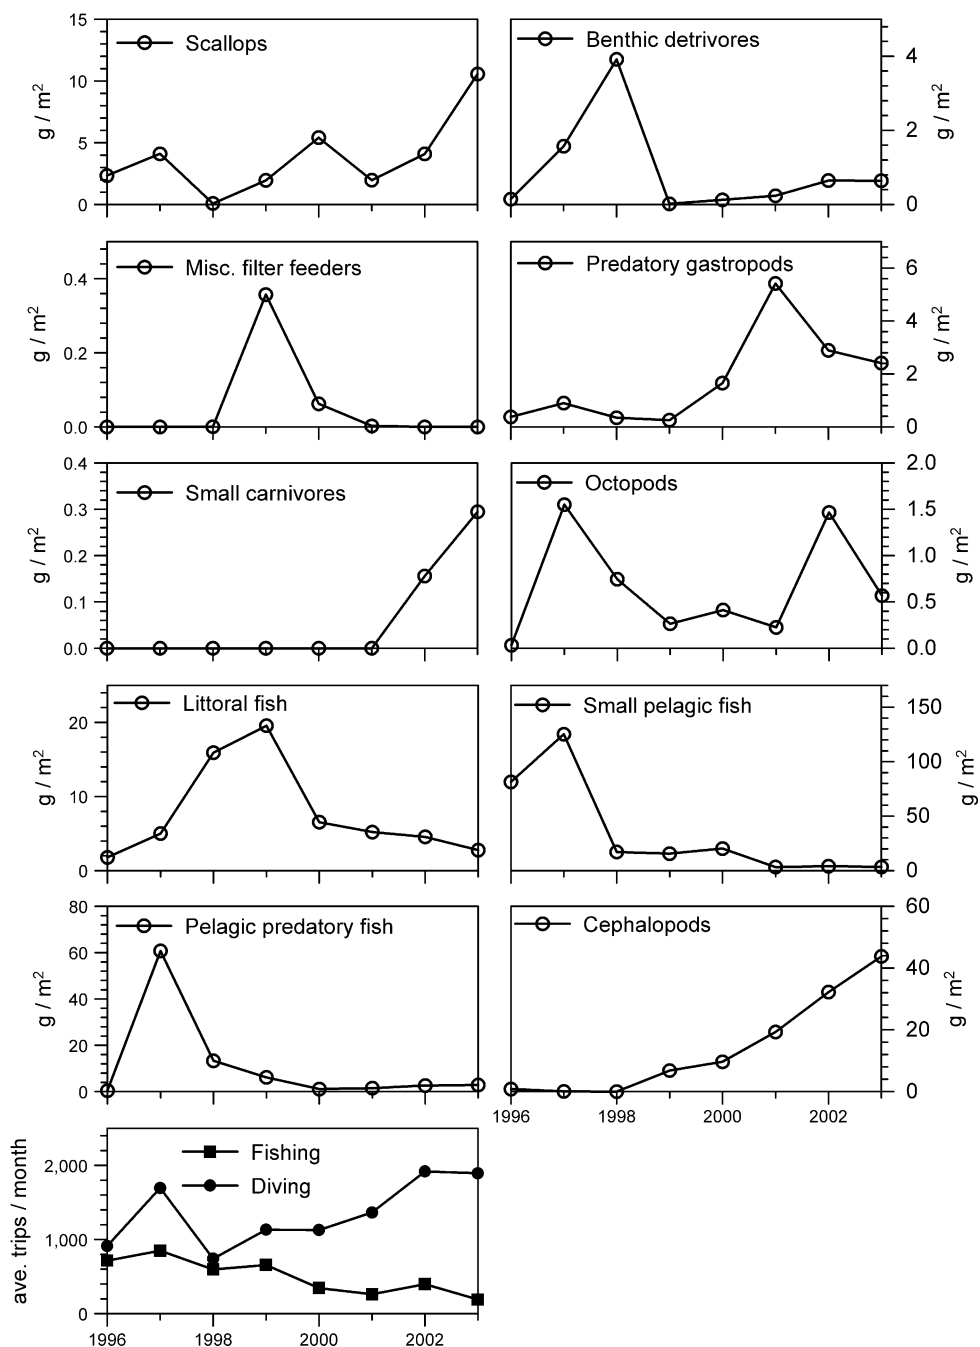 15
10
5
0
g / m2
Scallops
Benthic detrivores
4
2
0
g / m2
0.4
0.2
0.0
g / m2
Misc. filter feeders
Predatory gastropods
6
4
2
0
g / m2
0.4
0.3
0.2
0.1
0.0
g / m2
Small carnivores
Octopods
2.0
1.5
1.0
0.5
0.0
g / m2
20
10
0
g / m2
Littoral fish
Small pelagic fish
150
100
50
0
g / m2
80
60
40
20
0
g / m2
Pelagic predatory fish
Cephalopods
60
40
20
0
g / m2
1996 1998 2000 2002
2,000
1,000
0
ave. trips / month
Fishing
Diving
1996 1998 2000 2002